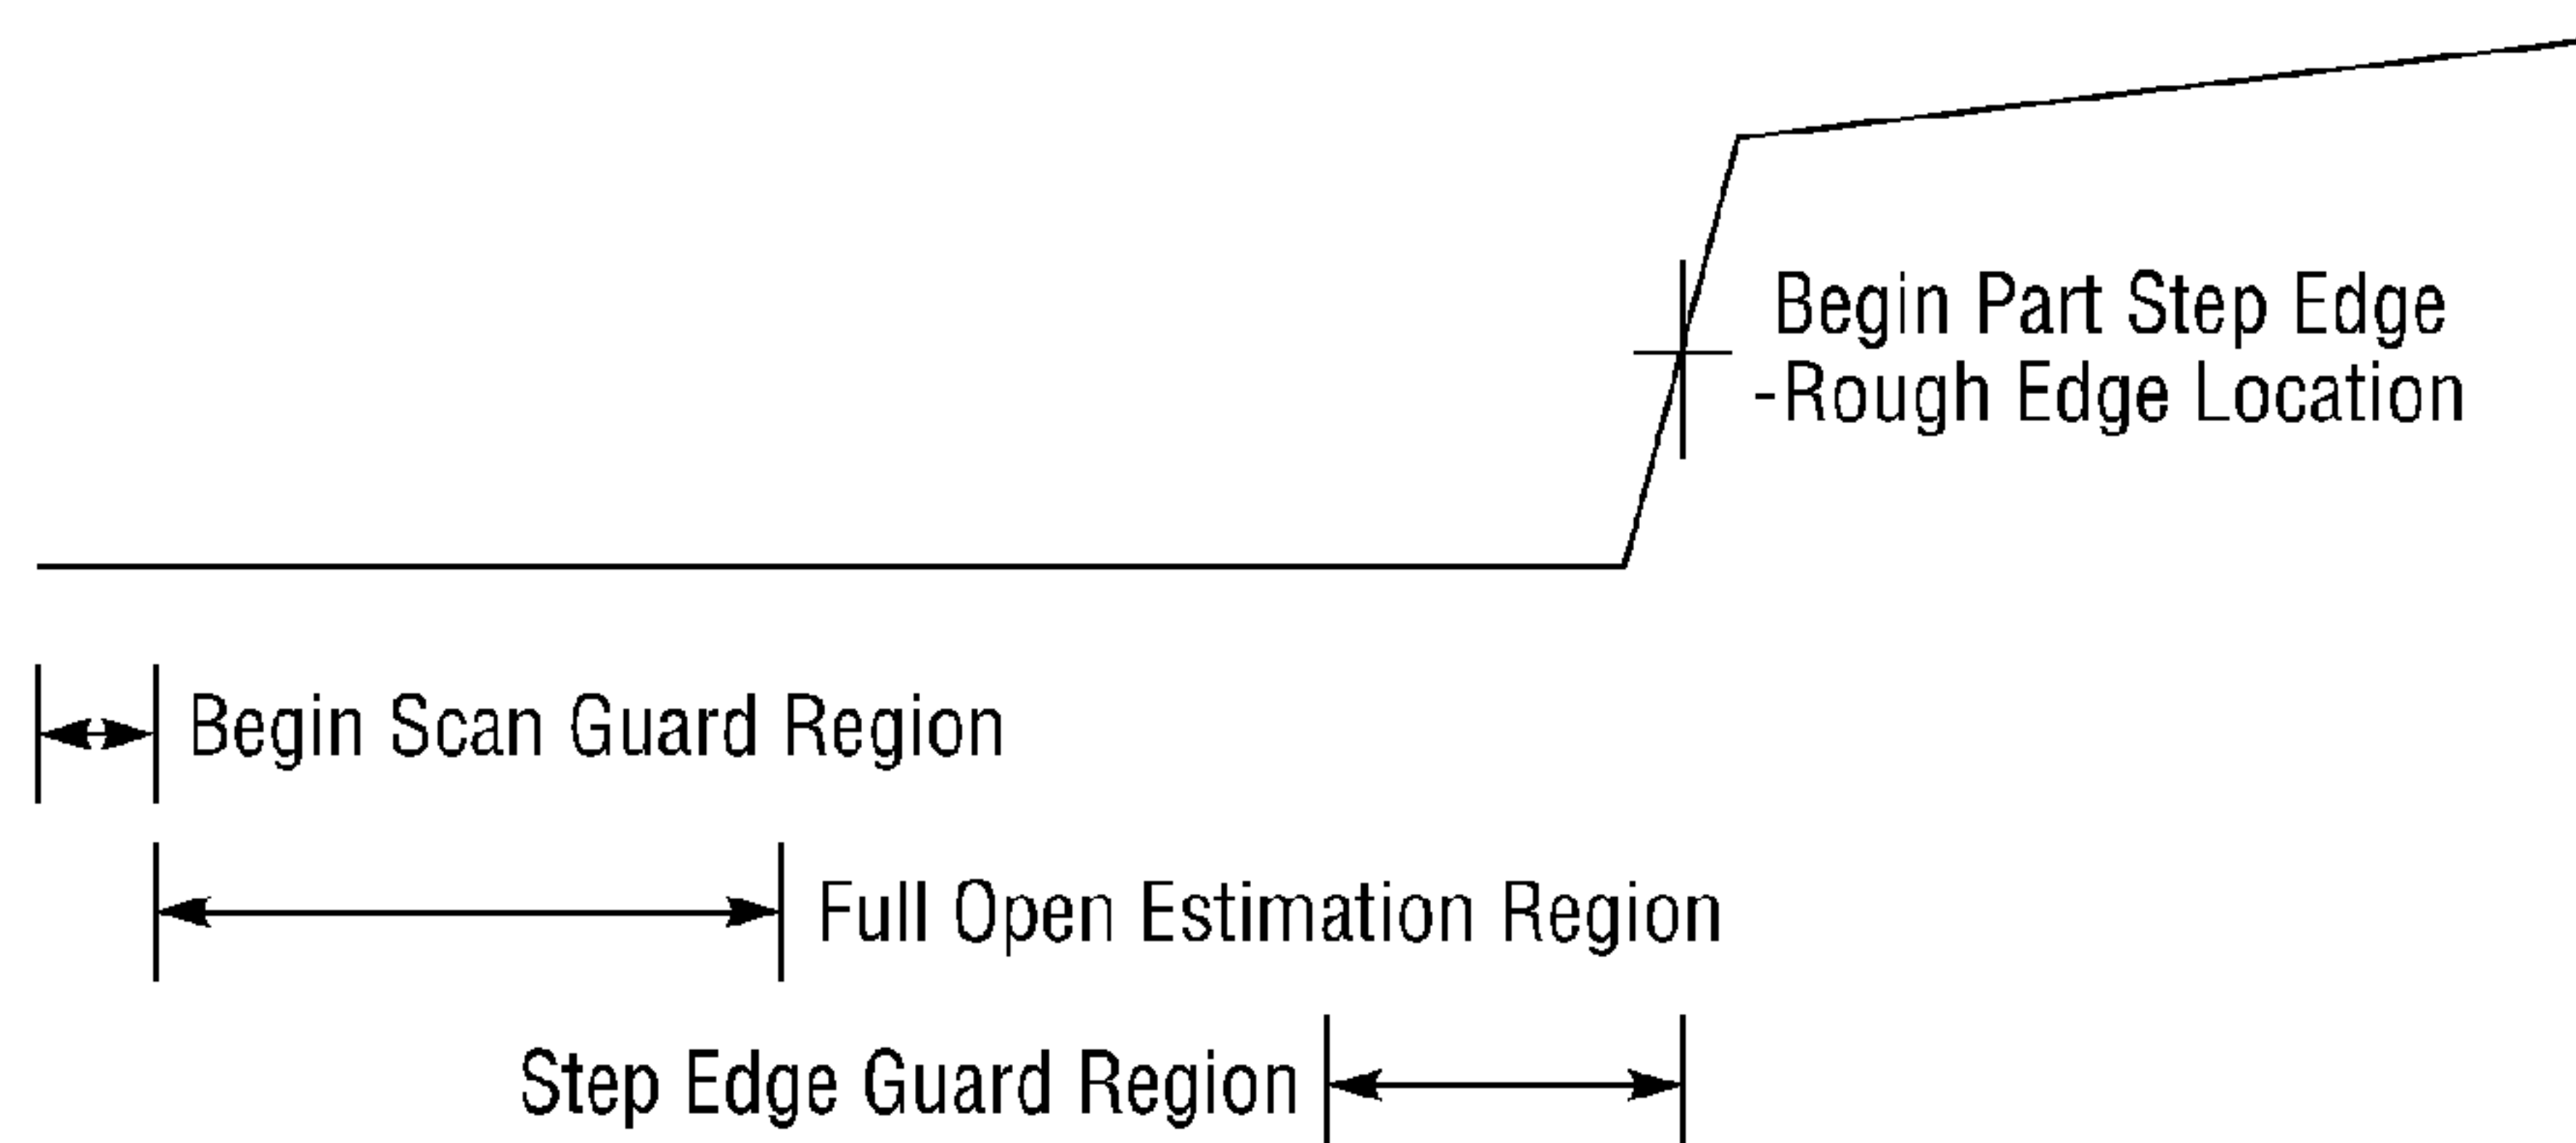 Begin Part Step Edge
-Rough Edge Location
Begin Scan Guard Region
Full Open Estimation Region
Step Edge Guard Region